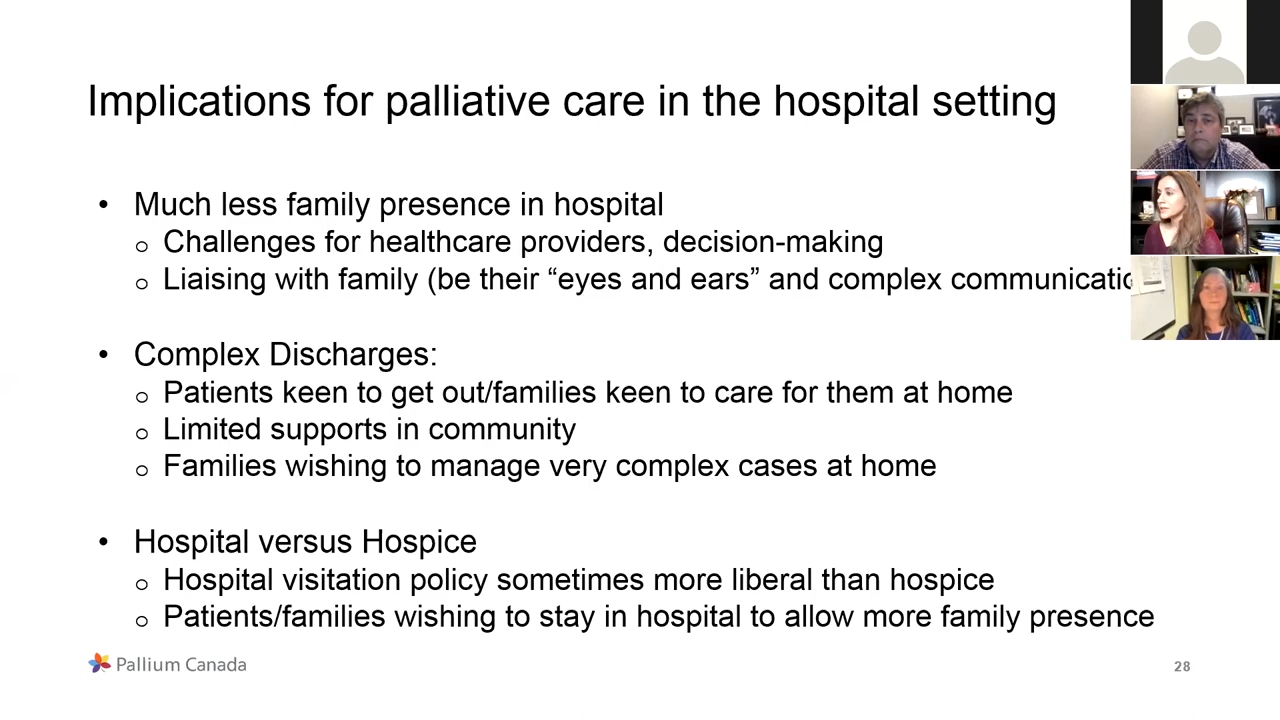 Implications for palliative care in the hospital setting
• Much less family presence in hospital
o Challenges for healthcare providers, decision-making
o Liaising with family (be their “eyes and ears” and complex
• Complex Discharges:
o Patients keen to get out/families keen to care for them at home
o Limited supports in community
o Families wishing to manage very complex cases at home
• Hospital versus Hospice
o Hospital visitation policy sometimes more liberal than hospice
o Patients/families wishing to stay in hospital to allow more family presence
Pallium Canada
28